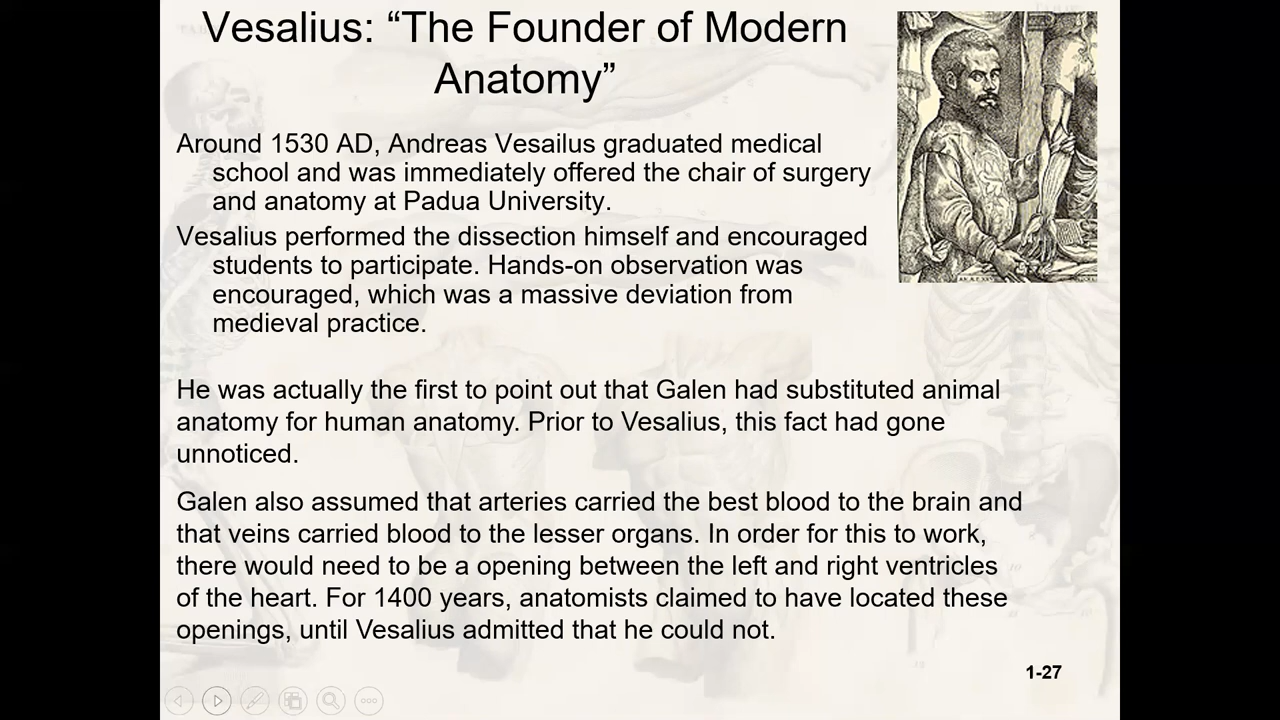 Vesalius: “The Founder of Modern
Anatomy”
Around 1530 AD, Andreas Vesailus graduated medical
school and was immediately offered the chair of surgery
and anatomy at Padua University.
Vesalius performed the dissection himself and encouraged
students to participate. Hands-on observation was
encouraged, which was a massive deviation from
medieval practice.
He was actually the first to point out that Galen had substituted animal
anatomy for human anatomy. Prior to Vesalius, this fact had gone
unnoticed.
Galen also assumed that arteries carried the best blood to the brain and
that veins carried blood to the lesser organs. In order for this to work,
there would need to be a opening between the left and right ventricles
of the heart. For 1400 years, anatomists claimed to have located these
openings, until Vesalius admitted that he could not.
1-27